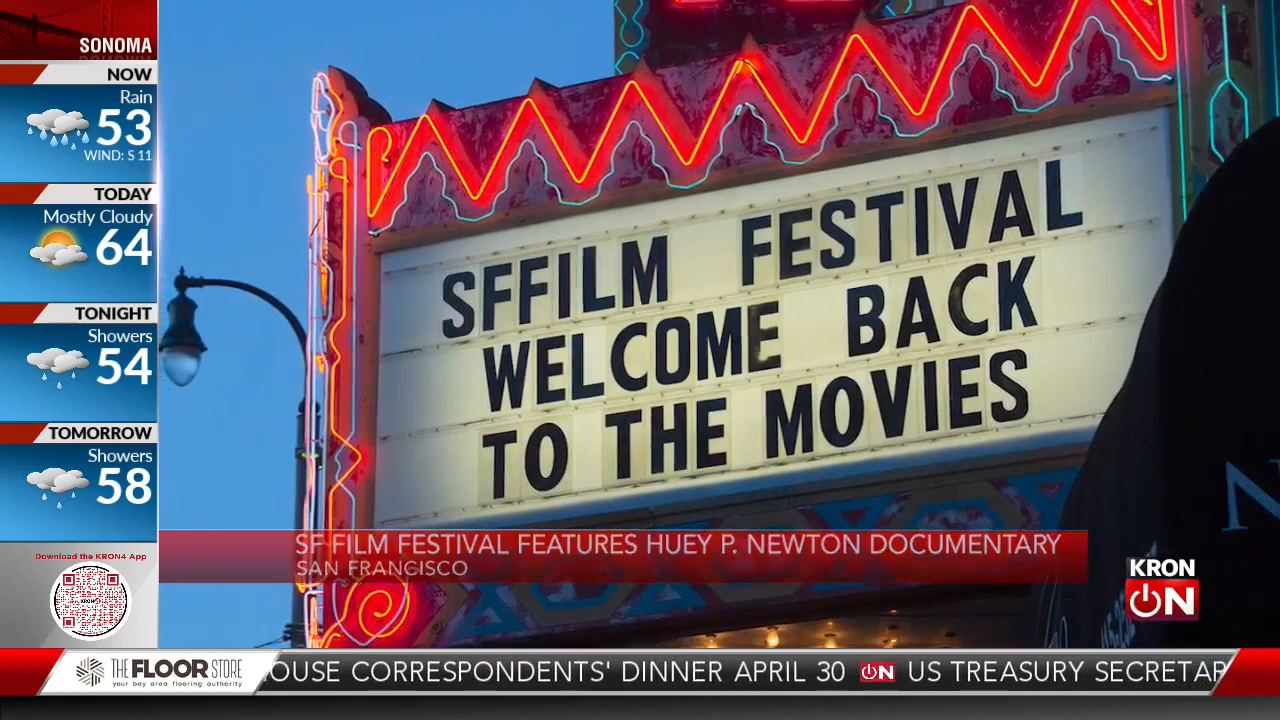 SONOMA
NOW
Rain
53
WIND: S 11
TODAY
Mostly Cloudy
64
TONIGHT
Showers
54
TOMORROW
Showers
58
Download the KRON4 App
SFFILM FESTIVAL
WELCOME BACK
TO THE MOVIES
SF FILM FESTIVAL FEATURES HUEY P. NEWTON DOCUMENTARY
SAN FRANCISCO
KRON
ON
THE FLOOR STORE
your bay area flooring authority
OUSE CORRESPONDENTS' DINNER APRIL 30 ON US TREASURY SECRETAR